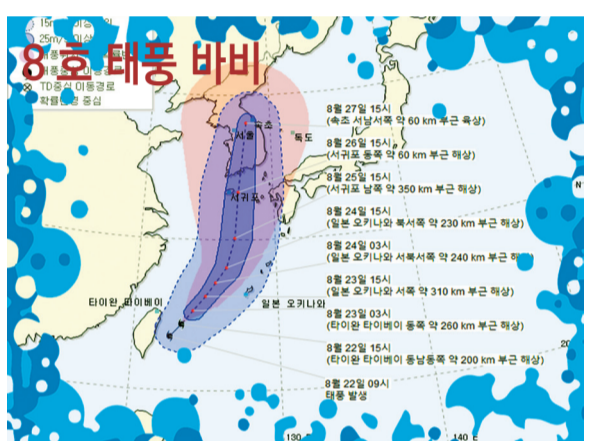 15m
25m/s 이상
8호 태풍 바비
TD중심 이동경로
확률반경 중심
8월 27일 15시
(속초 서남서쪽 약 60 km 부근 육상)
속초
서울
독도
8월 26일 15시
(서귀포 동쪽 약 60 km 부근 해상)
8월 25일 15시
(서귀포 남쪽 약 350 km 부근 해상)
서귀포
8월 24일 15시
(일본 오키나와 북서쪽 약 230 km 부근 해상)
8월 24일 03시
(일본 오키나와 서북서쪽 약 240 km 부근
8월 23일 15시
(일본 오키나와 서쪽 약 310 km 부근 해상)
타이완 타이베이
일본 오키나와
8월 23일 03시
(타이완 타이베이 동쪽 약 260 km 부근 해상)
8월 22일 15시
(타이완 타이베이 동남동쪽 약 200 km 부근 해상)
8월 22일 09시
태풍 발생
20
130
140 E